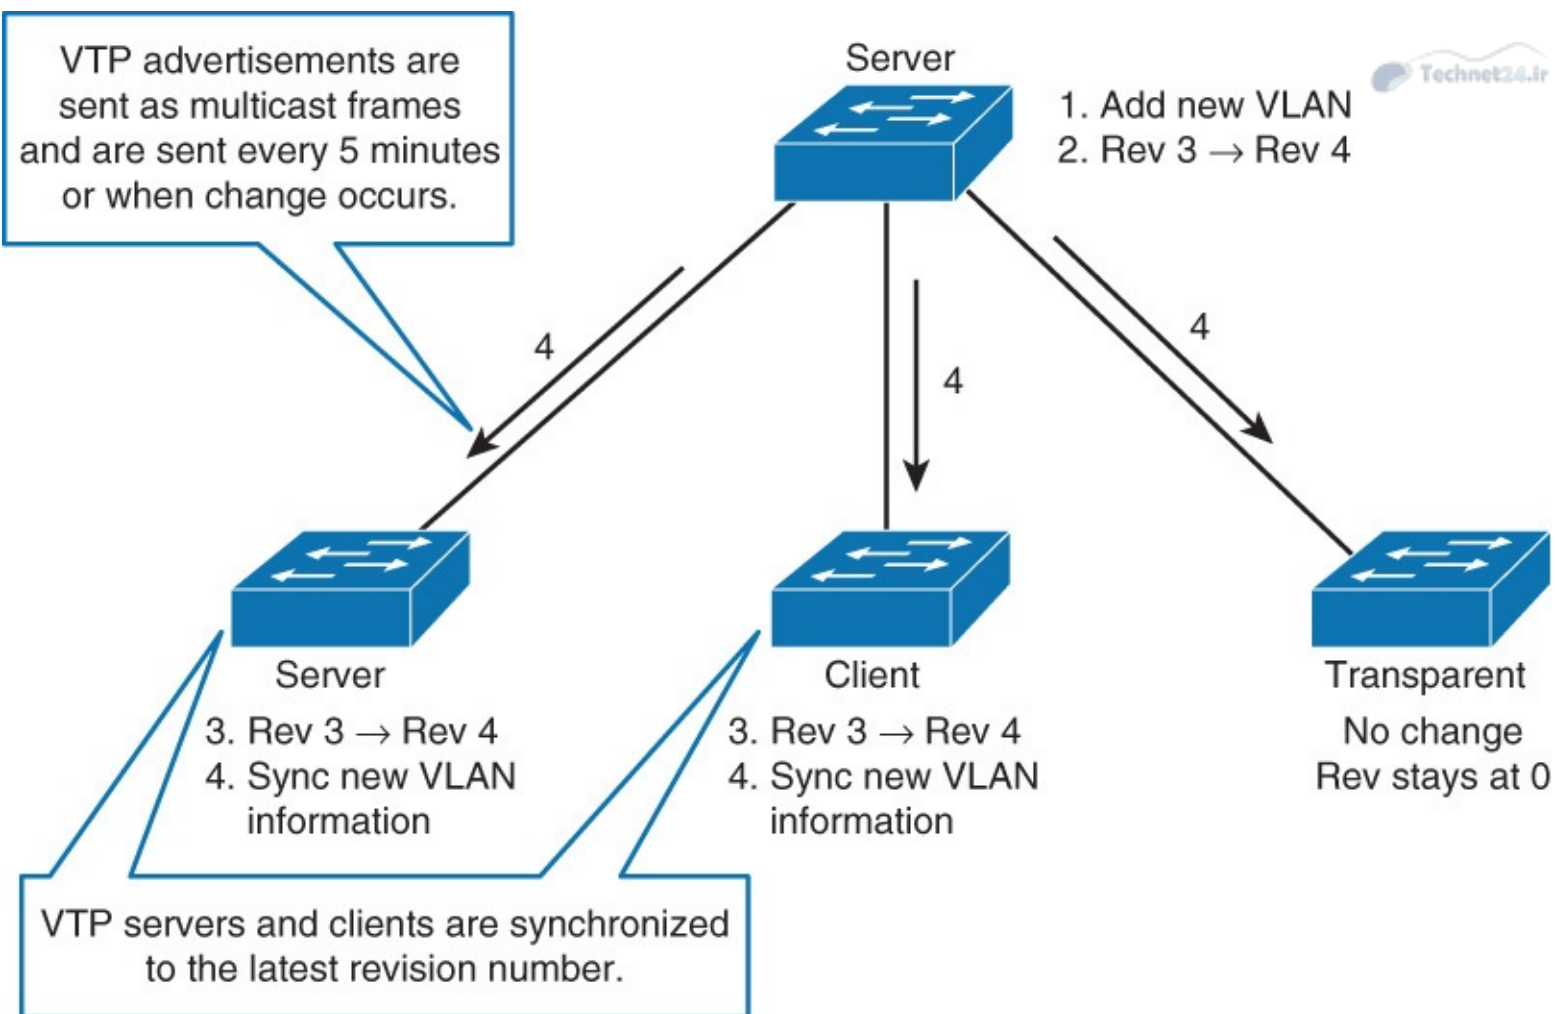 VTP advertisements are
sent as multicast frames
and are sent every 5 minutes
or when change occurs.
Server
Technet24.ir
1. Add new VLAN
2. Rev 3 → Rev 4
4
4
4
Server
3. Rev 3 → Rev 4
4. Sync new VLAN
information
Client
3. Rev 3 → Rev 4
4. Sync new VLAN
information
Transparent
No change
Rev stays at 0
VTP servers and clients are synchronized
to the latest revision number.